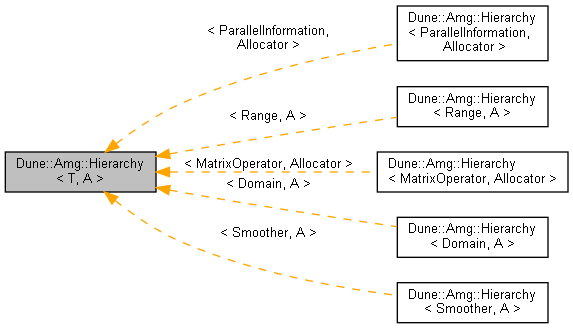 Dune::Amg::Hierarchy
< T, A >
< ParallelInformation,
Allocator >
Dune::Amg::Hierarchy
< ParallelInformation,
Allocator >
< Range, A >
Dune::Amg::Hierarchy
< Range, A >
< MatrixOperator, Allocator >
Dune::Amg::Hierarchy
< MatrixOperator, Allocator >
< Domain, A >
Dune::Amg::Hierarchy
< Domain, A >
< Smoother, A >
Dune::Amg::Hierarchy
< Smoother, A >